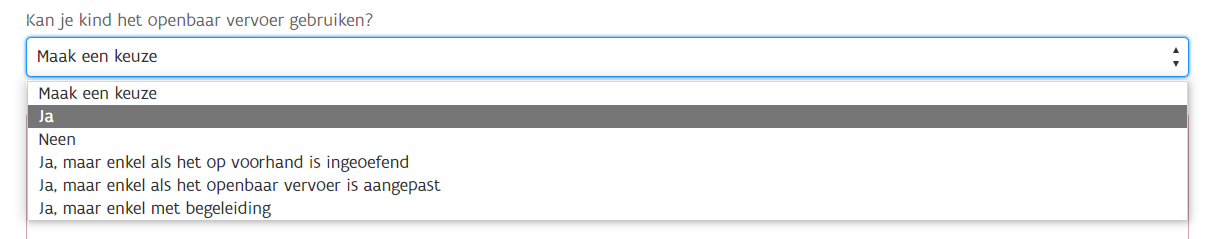 Kan je kind het openbaar vervoer gebruiken?
Maak een keuze
Maak een keuze
Ja
Neen
Ja, maar enkel als het op voorhand is ingeoefend
Ja, maar enkel als het openbaar vervoer is aangepast
Ja, maar enkel met begeleiding